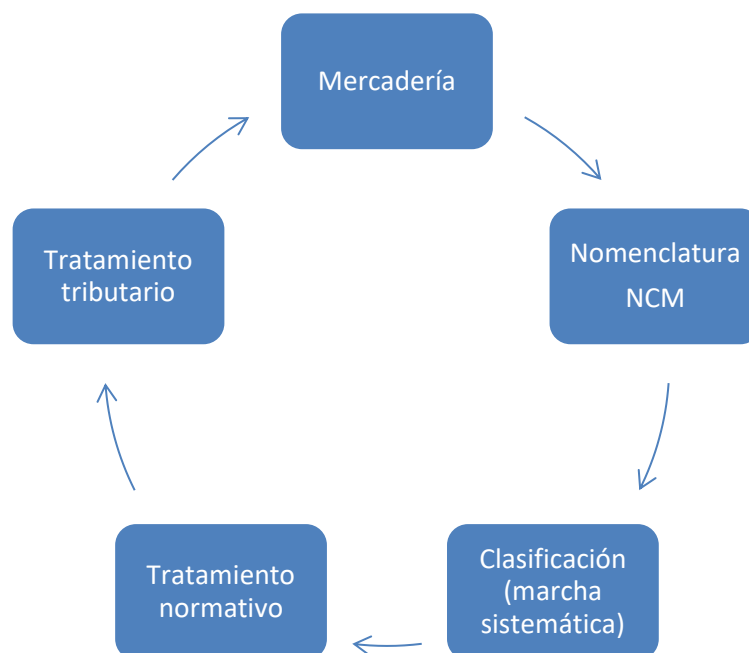 Mercadería
Nomenclatura
NCM
Clasificación
(marcha
sistemática)
Tratamiento
normativo
Tratamiento
tributario